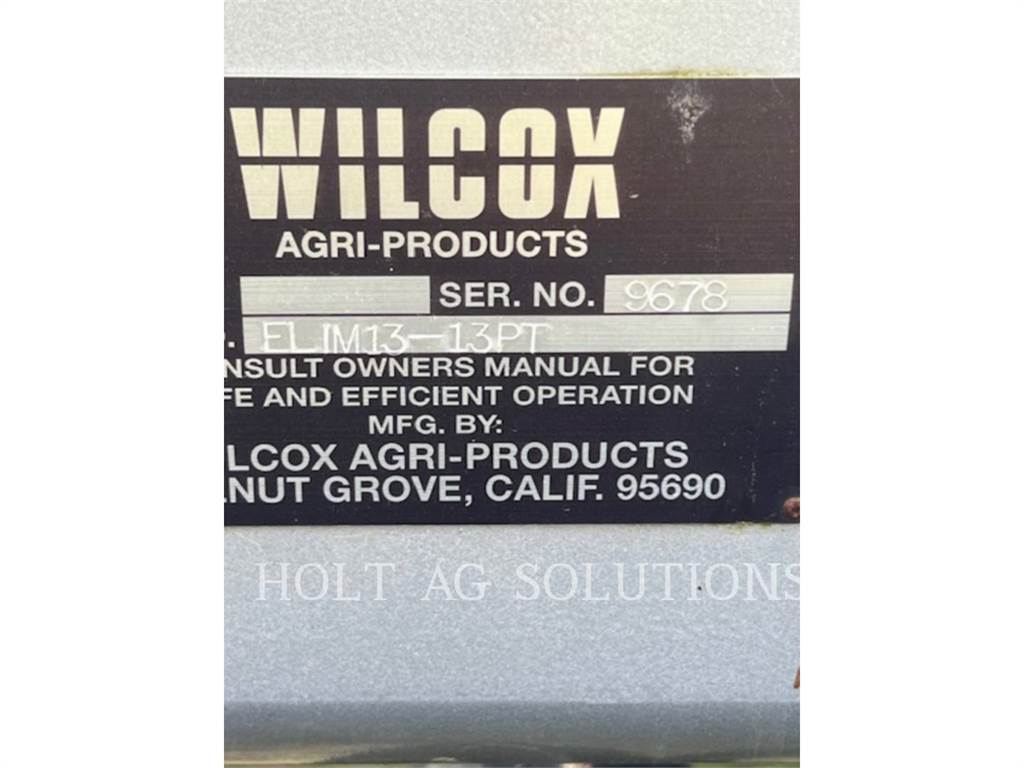 WILCOX
AGRI-PRODUCTS
SER. NO. 9678
. ELIM13-13PT
NSULT OWNERS MANUAL FOR
FE AND EFFICIENT OPERATION
MFG. BY:
LCOX AGRI-PRODUCTS
NUT GROVE, CALIF. 95690
HOLT AG SOLUTIONS